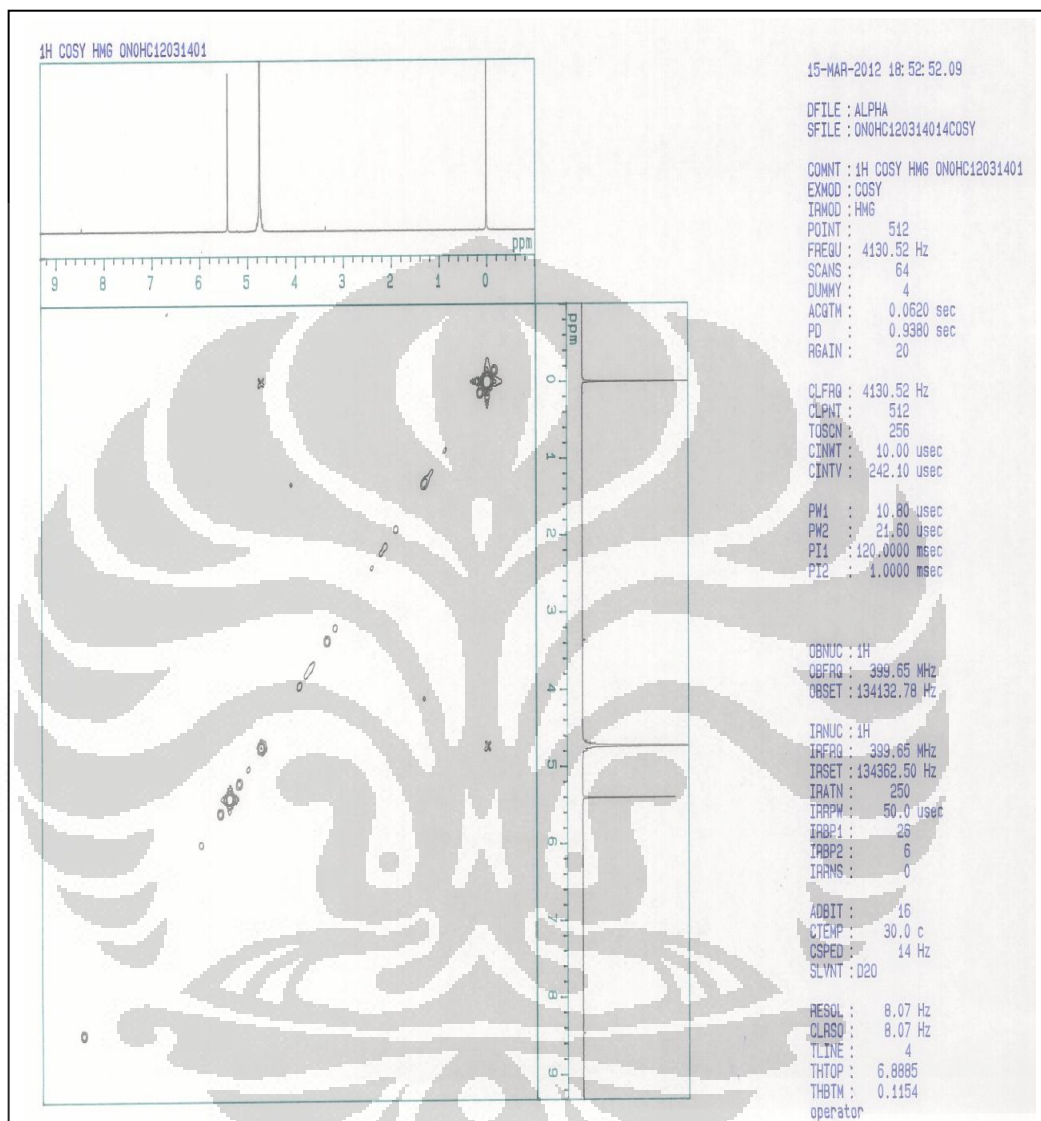 1H COSY HMG ON0HC12031401
ppm
9 8 7 6 5 4 3 2 1 0
ppm
0
1
2
3
4
5
6
7
8
9
15-MAR-2012 18:52:52.09
DFILE : ALPHA
SFILE : ON0HC120314014COSY
COMNT : 1H COSY HMG ON0HC12031401
EXMOD : COSY
IRMOD : HMG
POINT : 512
FREQU : 4130.52 Hz
SCANS : 64
DUMMY : 4
ACQTM : 0.0620 sec
PD : 0.9380 sec
RGAIN : 20
CLFRQ : 4130.52 Hz
CLPNT : 512
TOSCN : 256
CINWT : 10.00 usec
CINTV : 242.10 usec
PW1 : 10.80 usec
PW2 : 21.60 usec
PI1 : 120.0000 msec
PI2 : 1.0000 msec
OBNUC : 1H
OBFRQ : 399.65 MHz
OBSET : 134132.78 Hz
IRNUC : 1H
IRFRQ : 399.65 MHz
IRSET : 134362.50 Hz
IRATN : 250
IRRPW : 50.0 usec
IRBP1 : 26
IRBP2 : 6
IRRNS : 0
ADBIT : 16
CTEMP : 30.0 c
CSPED : 14 Hz
SLVNT : D2O
RESOL : 8.07 Hz
CLRSO : 8.07 Hz
TLINE : 4
THTOP : 6.8885
THBTM : 0.1154
operator